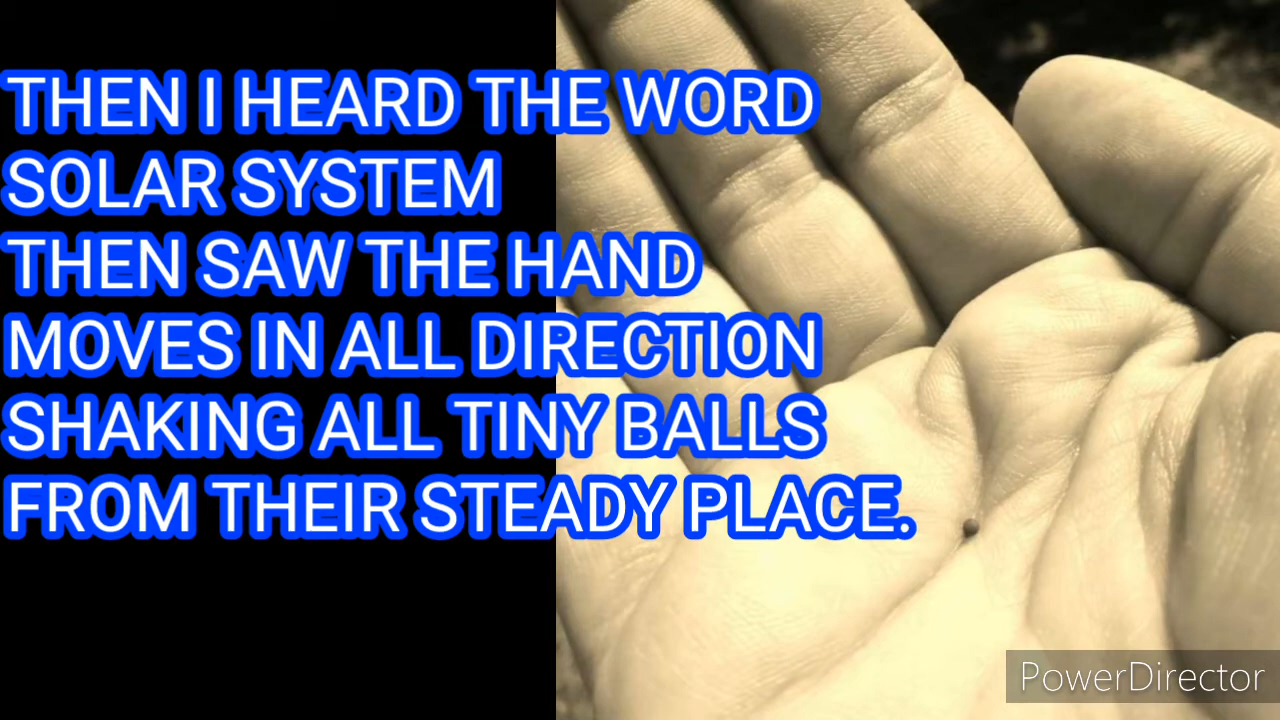 THEN I HEARD THE WORD
SOLAR SYSTEM
THEN SAW THE HAND
MOVES IN ALL DIRECTION
SHAKING ALL TINY BALLS
FROM THEIR STEADY PLACE.
PowerDirector